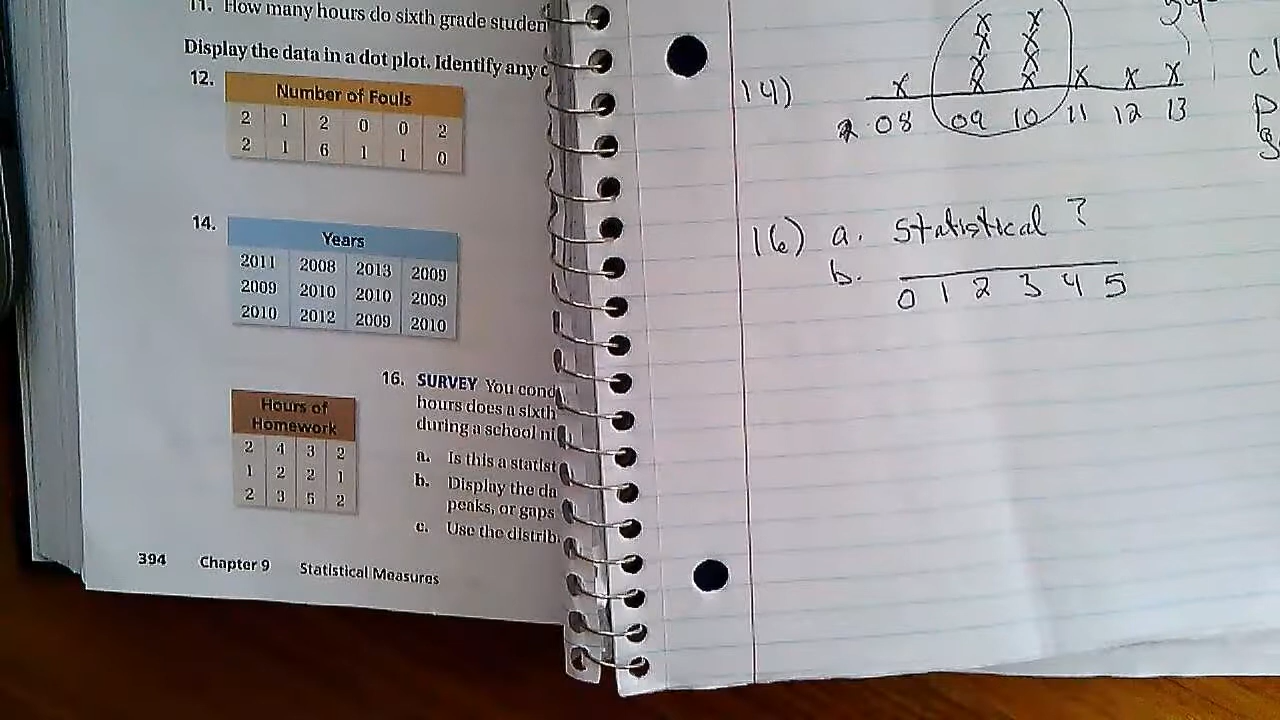 11. How many hours do sixth grade studen
Display the data in a dot plot. Identify any c
12.
Number of Fouls
2 1 2 0 0 2
2 1 6 1 1 0
14.
Years
2011 2008 2013 2009
2009 2010 2010 2009
2010 2012 2009 2010
Hours of
Homework
2 4 3 2
1 2 2 1
2 3 5 2
16. SURVEY You cond
hours does a sixth
during a school ni
a. Is this a statist
b. Display the da
peaks, or gaps
c. Use the distrib
394 Chapter 9 Statistical Measures
14)
x x x x x x x x x x x x
08 09 10 11 12 13
16) a. Statistical ?
b.
0 1 2 3 4 5